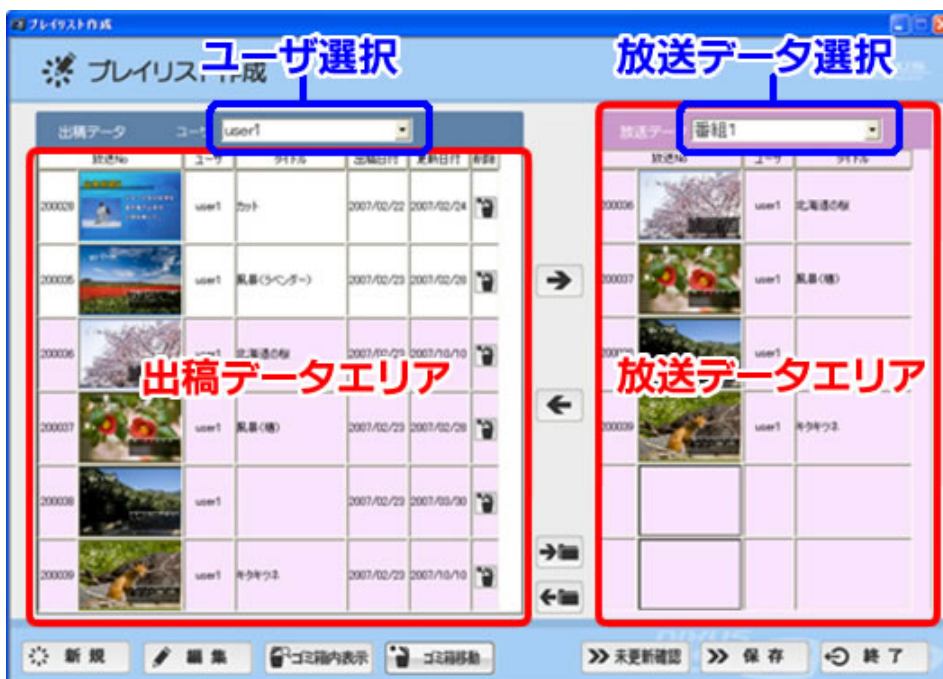 プレイリスト作成
ユーザ選択
放送データ選択
プレイリスト作成
出稿データ
ユーザ
user1
放送データ
番組1
放送No
ユーザ
タイトル
出稿日付
更新日付
削除
放送No
ユーザ
タイトル
200028
user1
カット
2007/02/22
2007/02/24
200036
user1
北海道の桜
200035
user1
風景(ラベンダー)
2007/02/23
2007/02/28
200037
user1
風景(椿)
200036
user1
北海道の桜
2007/02/23
2007/10/10
user1
出稿データエリア
放送データエリア
200037
user1
風景(椿)
2007/02/23
2007/02/28
200039
user1
キタキツネ
200038
user1
2007/02/23
2007/03/30
200039
user1
キタキツネ
2007/02/23
2007/10/10
新規
編集
ゴミ箱内表示
ゴミ箱移動
未更新確認
保存
終了